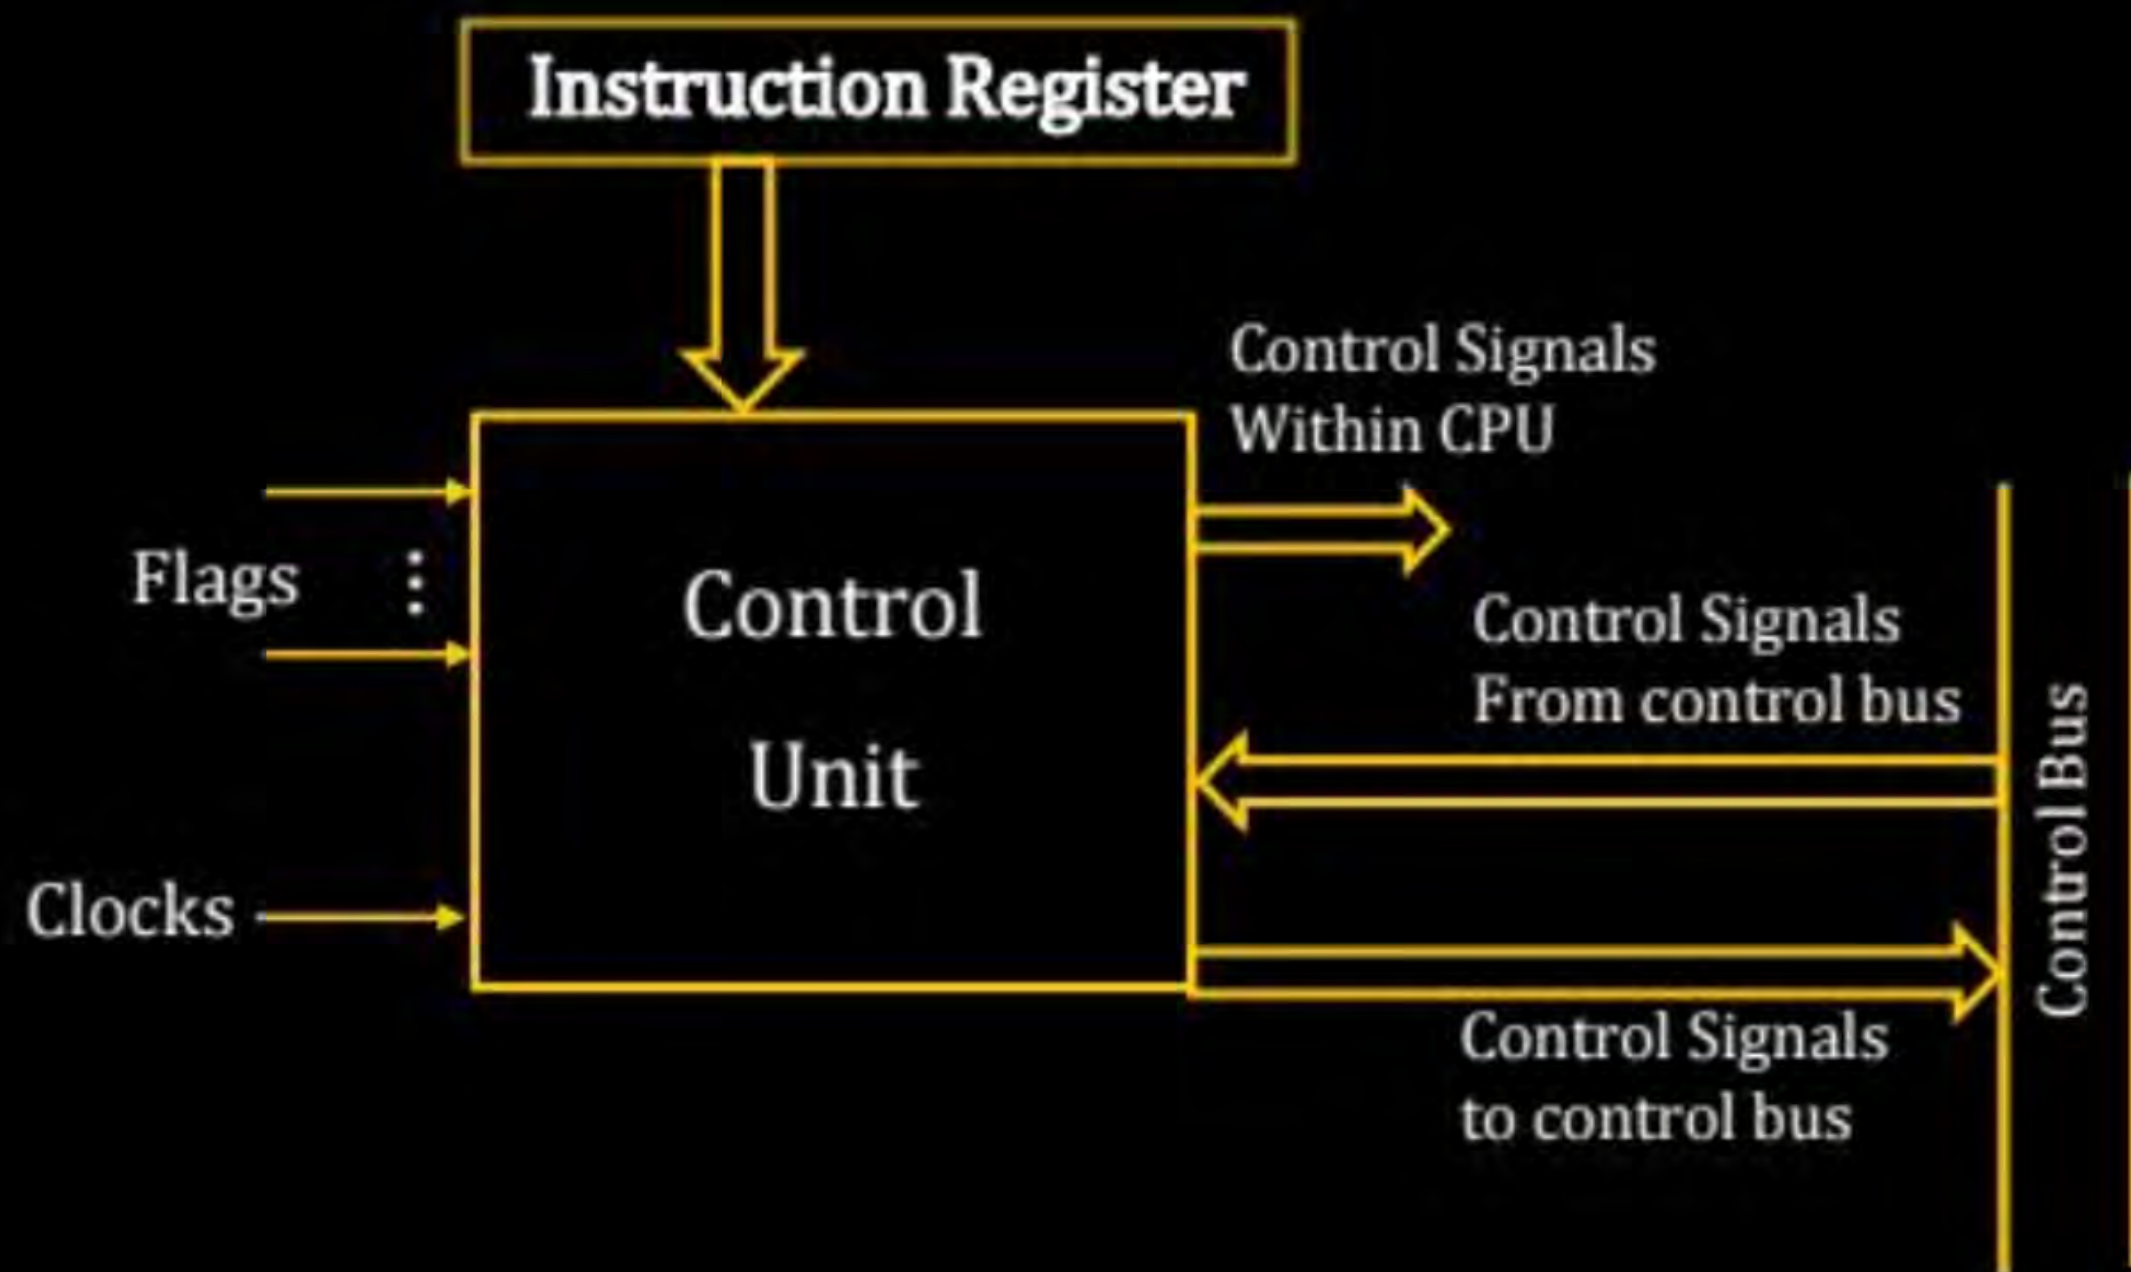 Instruction Register
Control Signals
Within CPU
Flags
Control
Unit
Control Signals
From control bus
Clocks
Control Bus
Control Signals
to control bus